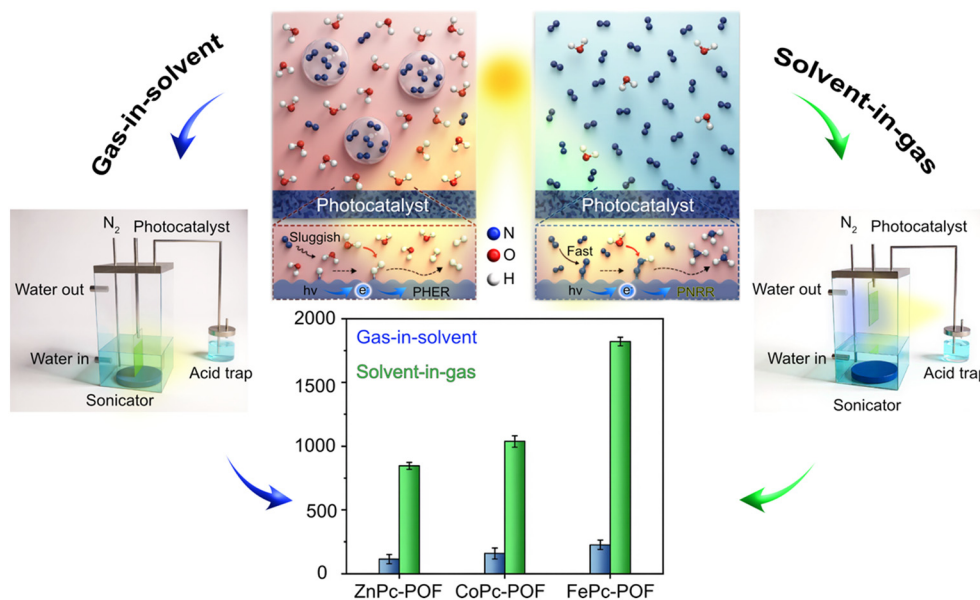 Gas-in-solvent
Solvent-in-gas
Photocatalyst
Photocatalyst
Sluggish
hv
e
PHER
N
O
H
Fast
hv
e
PNRR
N2
Photocatalyst
Water out
Water in
Acid trap
Sonicator
N2
Photocatalyst
Water out
Water in
Acid trap
Sonicator
2000
1500
1000
500
0
Gas-in-solvent
Solvent-in-gas
ZnPc-POF
CoPc-POF
FePc-POF